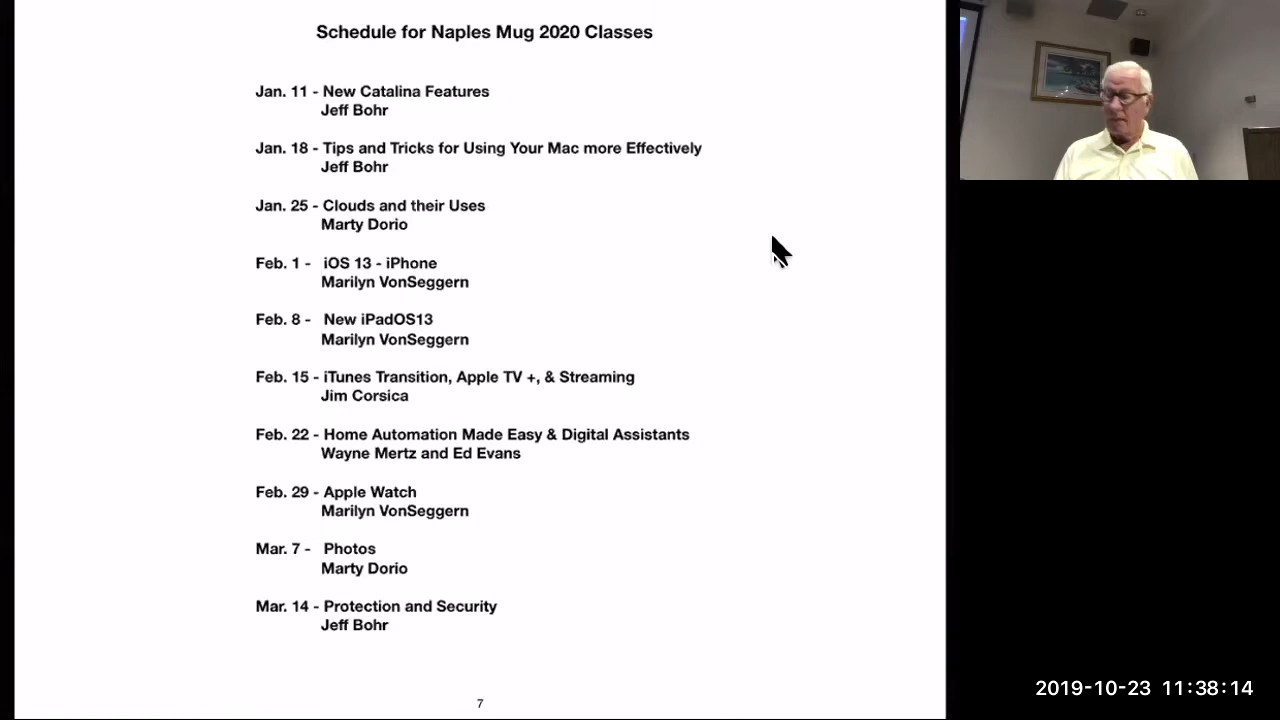 Schedule for Naples Mug 2020 Classes
Jan. 11 - New Catalina Features
Jeff Bohr
Jan. 18 - Tips and Tricks for Using Your Mac more Effectively
Jeff Bohr
Jan. 25 - Clouds and their Uses
Marty Dorio
Feb. 1 - iOS 13 - iPhone
Marilyn VonSeggern
Feb. 8 - New iPadOS13
Marilyn VonSeggern
Feb. 15 - iTunes Transition, Apple TV +, & Streaming
Jim Corsica
Feb. 22 - Home Automation Made Easy & Digital Assistants
Wayne Mertz and Ed Evans
Feb. 29 - Apple Watch
Marilyn VonSeggern
Mar. 7 - Photos
Marty Dorio
Mar. 14 - Protection and Security
Jeff Bohr
7
2019-10-23 11:38:14